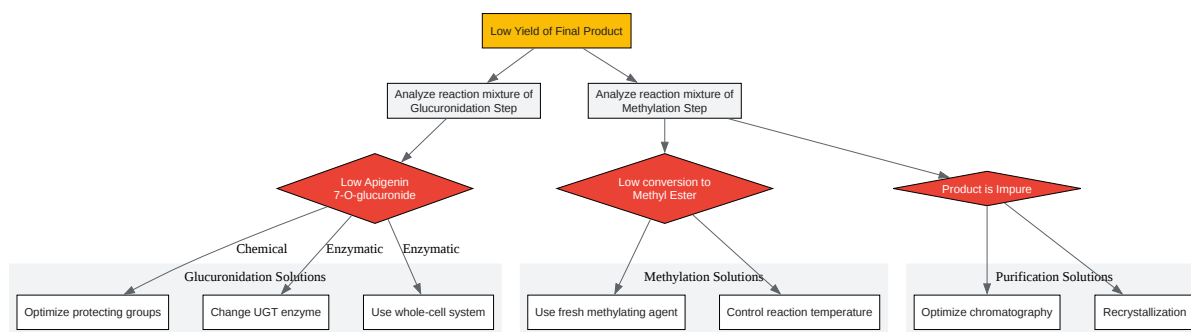 Low Yield of Final Product
Analyze reaction mixture of
Glucuronidation Step
Analyze reaction mixture of
Methylation Step
Low Apigenin
7-O-glucuronide
Low conversion to
Methyl Ester
Product is Impure
Chemical
Enzymatic
Enzymatic
Glucuronidation Solutions
Methylation Solutions
Purification Solutions
Optimize protecting groups
Change UGT enzyme
Use whole-cell system
Use fresh methylating agent
Control reaction temperature
Optimize chromatography
Recrystallization